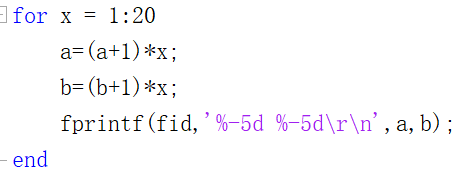 for x = 1:20
a=(a+1)*x;
b=(b+1)*x;
fprintf(fid,'%-5d %-5d\r\n',a,b);
end